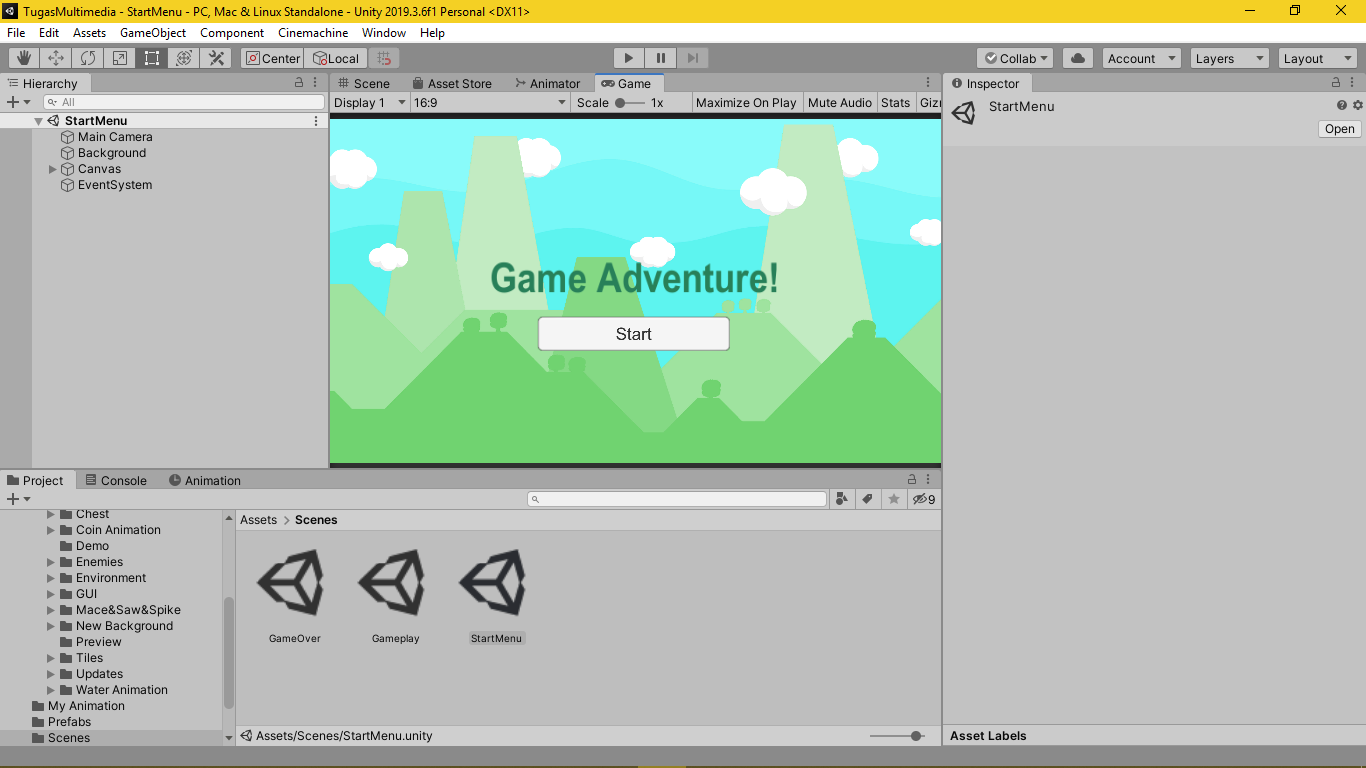 TugasMultimedia - StartMenu - PC, Mac & Linux Standalone - Unity 2019.3.6f1 Personal <DX11>
File Edit Assets GameObject Component Cinemachine Window Help
Center Local Collab Account Layers Layout
Hierarchy
All
StartMenu
Main Camera
Background
Canvas
EventSystem
Scene Asset Store Animator Game
Display 1 16:9 Scale 1x Maximize On Play Mute Audio Stats Giz
Game Adventure!
Start
Inspector
StartMenu
Open
Project Console Animation
9
Chest
Coin Animation
Demo
Enemies
Environment
GUI
Mace&Saw&Spike
New Background
Preview
Tiles
Updates
Water Animation
My Animation
Prefabs
Scenes
Assets > Scenes
GameOver Gameplay StartMenu
Assets/Scenes/StartMenu.unity
Asset Labels